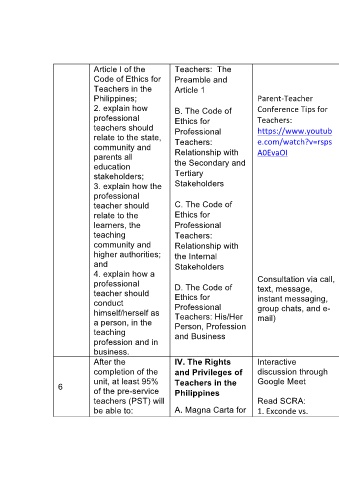 Article I of the
Code of Ethics for
Teachers in the
Philippines;
2. explain how
professional
teachers should
relate to the state,
community and
parents all
education
stakeholders;
3. explain how the
professional
teacher should
relate to the
learners, the
teaching
community and
higher authorities;
and
4. explain how a
professional
teacher should
conduct
himself/herself as
a person, in the
teaching
profession and in
business.
Teachers: The
Preamble and
Article 1
B. The Code of
Ethics for
Professional
Teachers:
Relationship with
the Secondary and
Tertiary
Stakeholders
C. The Code of
Ethics for
Professional
Teachers:
Relationship with
the Internal
Stakeholders
D. The Code of
Ethics for
Professional
Teachers: His/Her
Person, Profession
and Business
Parent-Teacher
Conference Tips for
Teachers:
https://www.youtub
e.com/watch?v=rsps
A0EvaOI
Consultation via call,
text, message,
instant messaging,
group chats, and e-
mail)
6
After the
completion of the
unit, at least 95%
of the pre-service
teachers (PST) will
be able to:
IV. The Rights
and Privileges of
Teachers in the
Philippines
A. Magna Carta for
Interactive
discussion through
Google Meet
Read SCRA:
1. Exconde vs.